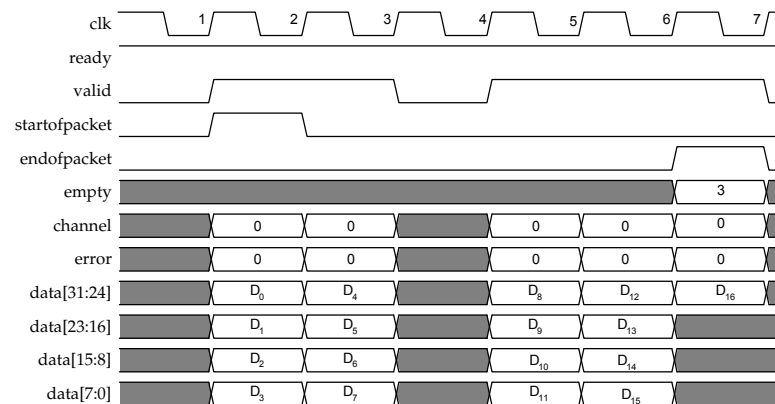 clk 1 2 3 4 5 6 7
ready
valid
startofpacket
endofpacket
empty 3
channel 0 0 0 0 0
error 0 0 0 0 0
data[31:24] D0 D4 D8 D12 D16
data[23:16] D1 D5 D9 D13
data[15:8] D2 D6 D10 D14
data[7:0] D3 D7 D11 D15